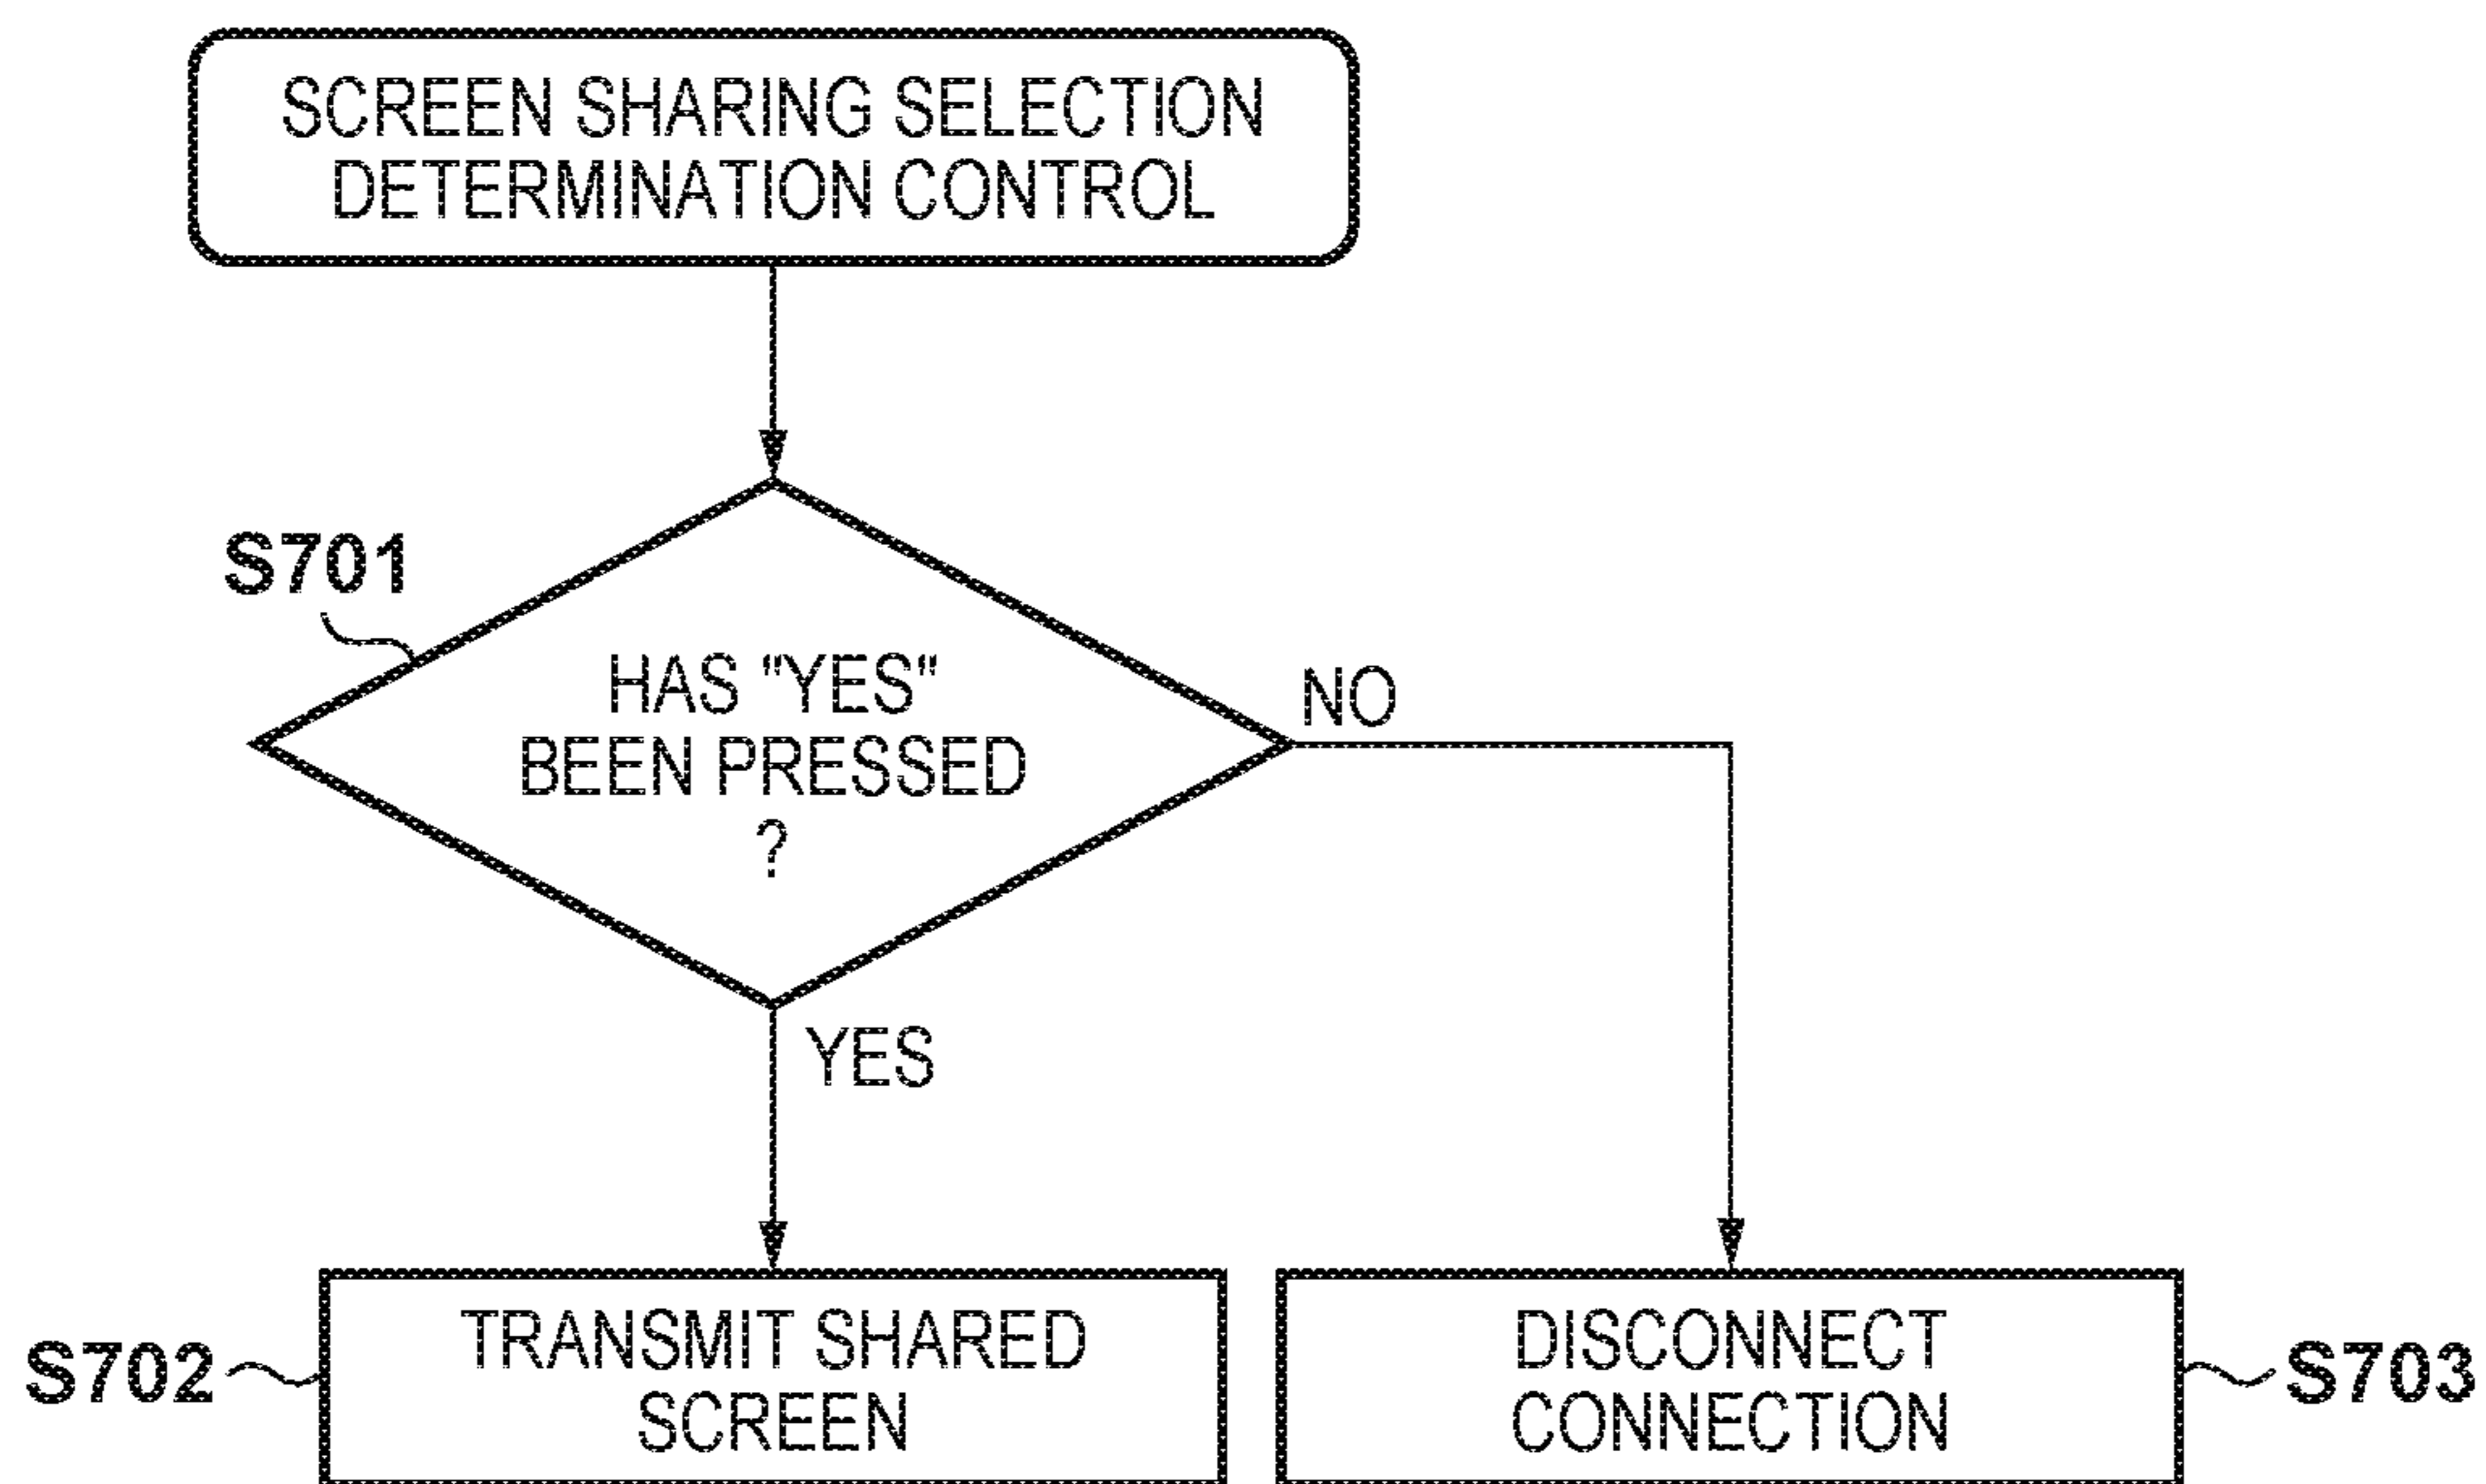 SCREEN SHARING SELECTION
DETERMINATION CONTROL
S701
HAS "YES"
BEEN PRESSED
?
NO
YES
S702
TRANSMIT SHARED
SCREEN
DISCONNECT
CONNECTION
S703